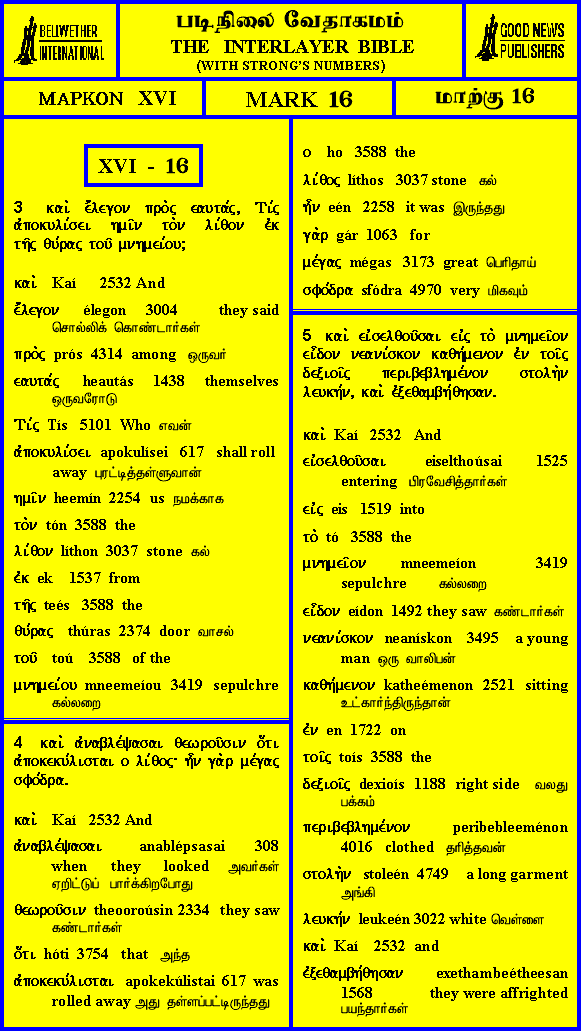 BELLWETHER
INTERNATIONAL
படிநிலை வேதாகமம்
THE INTERLAYER BIBLE
(WITH STRONG'S NUMBERS)
GOOD NEWS
PUBLISHERS
ΜΑΡΚΟΝ XVI
MARK 16
மாற்கு 16
XVI - 16
3 καὶ ἔλεγον πρὸς εαυτάς, Τίς
ἀποκυλίσει ημῖν τὸν λίθον ἐκ
τῆς θύρας τοῦ μνημείου;
καὶ Kaí 2532 And
ἔλεγον élegon 3004 they said
சொல்லிக் கொண்டார்கள்
πρὸς prós 4314 among ஒருவர்
εαυτάς heautás 1438 themselves
ஒருவரோடு
Τίς Tís 5101 Who எவன்
ἀποκυλίσει apokulísei 617 shall roll
away புரட்டித்தள்ளுவான்
ημῖν heemín 2254 us நமக்காக
τὸν tón 3588 the
λίθον líthon 3037 stone கல்
ἐκ ek 1537 from
τῆς teés 3588 the
θύρας thúras 2374 door வாசல்
τοῦ toú 3588 of the
μνημείου mneemeíou 3419 sepulchre
கல்லறை
4 καὶ ἀναβλέψασαι θεωροῦσιν ὅτι
ἀποκεκύλισται ο λίθος· ἦν γὰρ μέγας
σφόδρα.
καὶ Kaí 2532 And
ἀναβλέψασαι anablépsasai 308
when they looked அவர்கள்
ஏறிட்டுப் பார்க்கிறபோது
θεωροῦσιν theooroúsin 2334 they saw
கண்டார்கள்
ὅτι hóti 3754 that அந்த
ἀποκεκύλισται apokekúlistai 617 was
rolled away அது தள்ளப்பட்டிருந்தது
ο ho 3588 the
λίθος líthos 3037 stone கல்
ἦν eén 2258 it was இருந்தது
γὰρ gár 1063 for
μέγας mégas 3173 great பெரிதாய்
σφόδρα sfódra 4970 very மிகவும்
5 καὶ εἰσελθοῦσαι εἰς τὸ μνημεῖον
εἶδον νεανίσκον καθήμενον ἐν τοῖς
δεξιοῖς περιβεβλημένον στολὴν
λευκήν, καὶ ἐξεθαμβήθησαν.
καὶ Kaí 2532 And
εἰσελθοῦσαι eiselthoúsai 1525
entering பிரவேசித்தார்கள்
εἰς eis 1519 into
τὸ tó 3588 the
μνημεῖον mneemeíon 3419
sepulchre கல்லறை
εἶδον eídon 1492 they saw கண்டார்கள்
νεανίσκον neanískon 3495 a young
man ஒரு வாலிபன்
καθήμενον katheémenon 2521 sitting
உட்கார்ந்திருந்தான்
ἐν en 1722 on
τοῖς toís 3588 the
δεξιοῖς dexioís 1188 right side வலது
பக்கம்
περιβεβλημένον peribebleeménon
4016 clothed தரித்தவன்
στολὴν stoleén 4749 a long garment
அங்கி
λευκήν leukeén 3022 white வெள்ளை
καὶ Kaí 2532 and
ἐξεθαμβήθησαν exethambeétheesan
1568 they were affrighted
பயந்தார்கள்